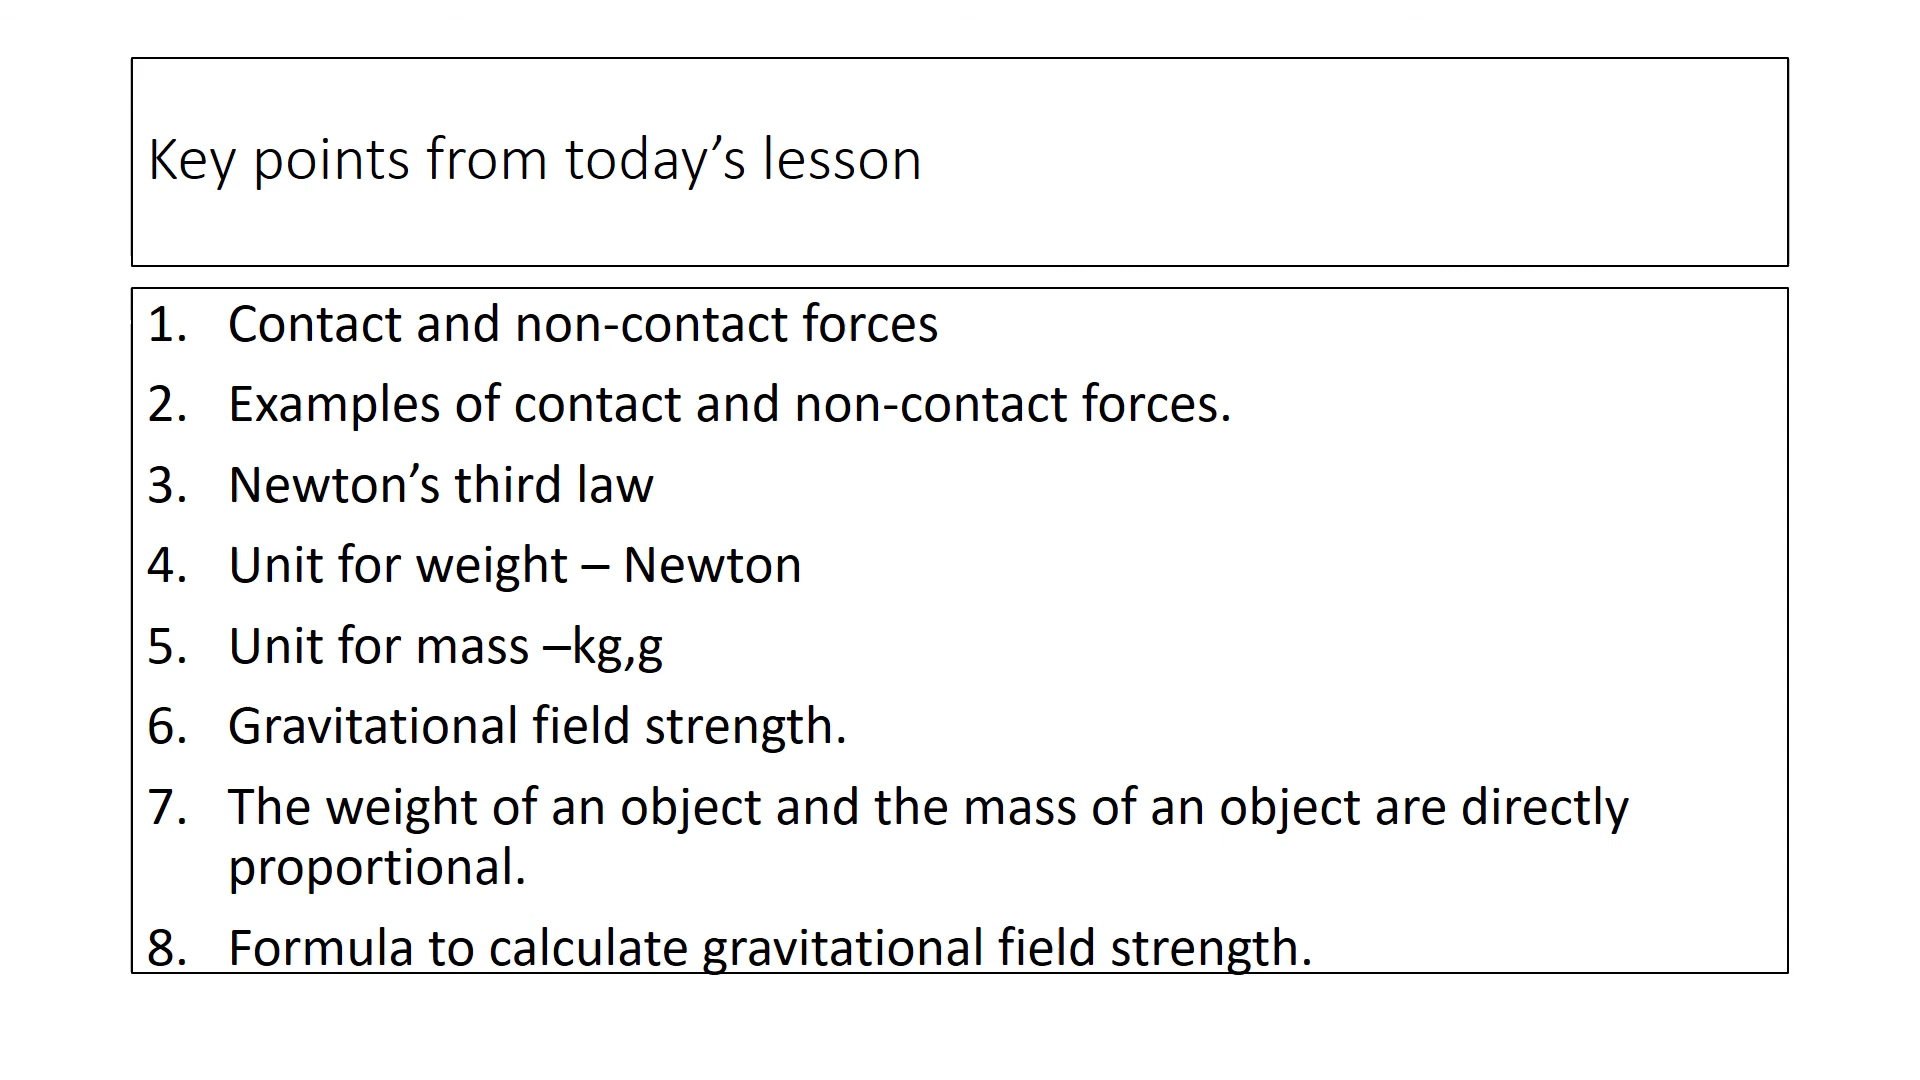 Key points from today’s lesson
1. Contact and non-contact forces
2. Examples of contact and non-contact forces.
3. Newton’s third law
4. Unit for weight – Newton
5. Unit for mass –kg,g
6. Gravitational field strength.
7. The weight of an object and the mass of an object are directly
proportional.
8. Formula to calculate gravitational field strength.